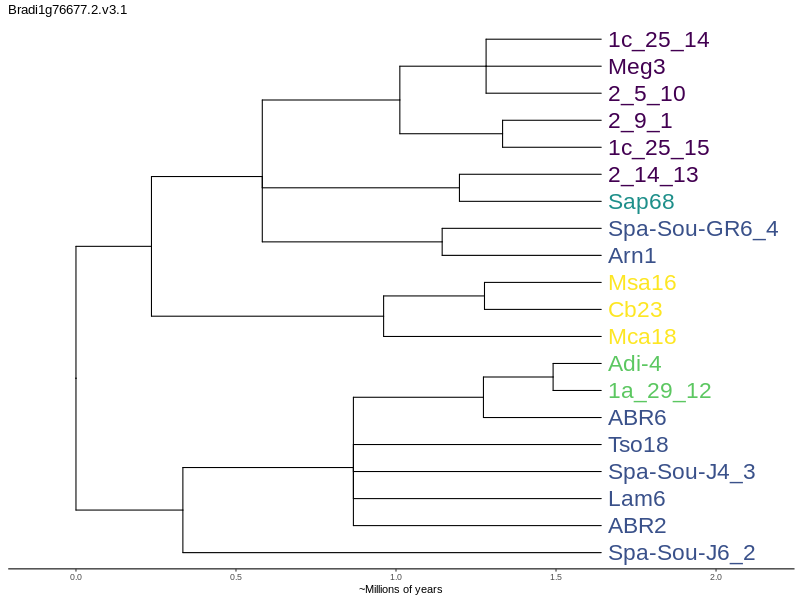 Bradi1g76677.2.v3.1
1c_25_14
Meg3
2_5_10
2_9_1
1c_25_15
2_14_13
Sap68
Spa-Sou-GR6_4
Arn1
Msa16
Cb23
Mca18
Adi-4
1a_29_12
ABR6
Tso18
Spa-Sou-J4_3
Lam6
ABR2
Spa-Sou-J6_2
0.0 0.5 1.0 1.5 2.0
~Millions of years